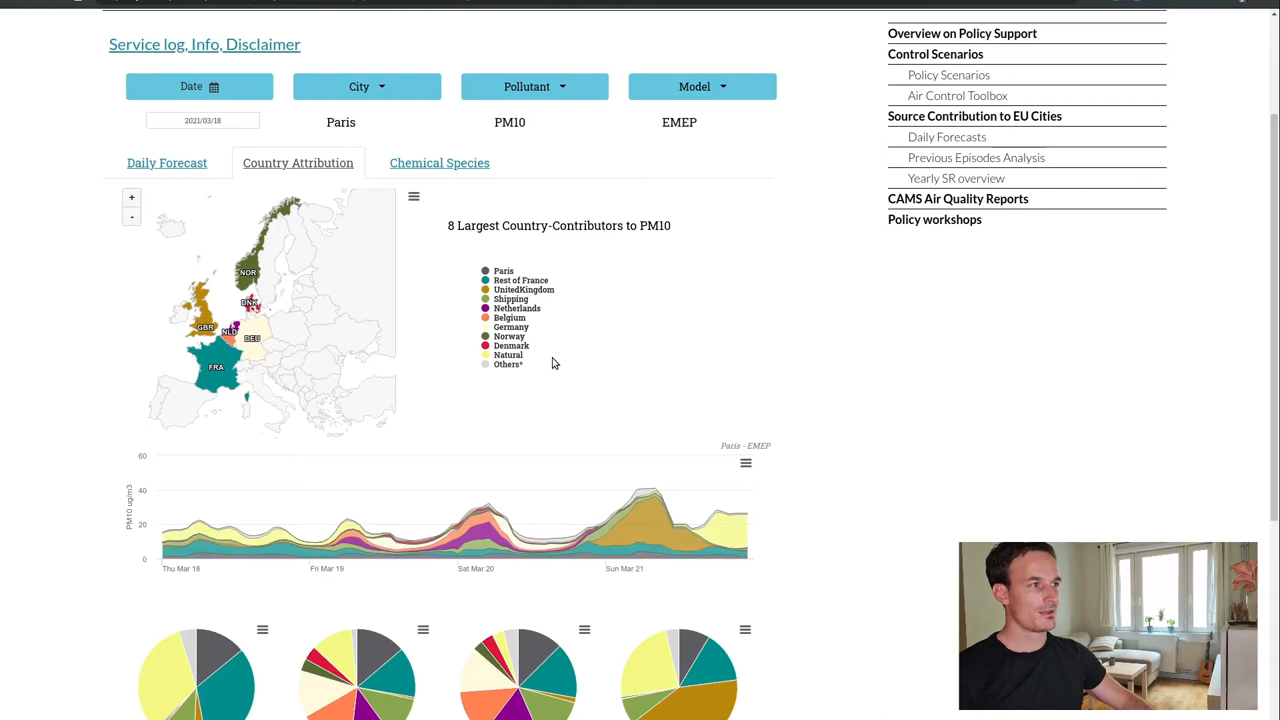 Service log, Info, Disclaimer
Date City Pollutant Model
2021/03/18 Paris PM10 EMEP
Daily Forecast Country Attribution Chemical Species
+
-
NOR
DNK
GBR
NLD
DEU
FRA
8 Largest Country-Contributors to PM10
Paris
Rest of France
UnitedKingdom
Shipping
Netherlands
Belgium
Germany
Norway
Denmark
Natural
Others*
Paris - EMEP
PM10 ug/m3
60
40
20
0
Thu Mar 18 Fri Mar 19 Sat Mar 20 Sun Mar 21
Overview on Policy Support
Control Scenarios
Policy Scenarios
Air Control Toolbox
Source Contribution to EU Cities
Daily Forecasts
Previous Episodes Analysis
Yearly SR overview
CAMS Air Quality Reports
Policy workshops